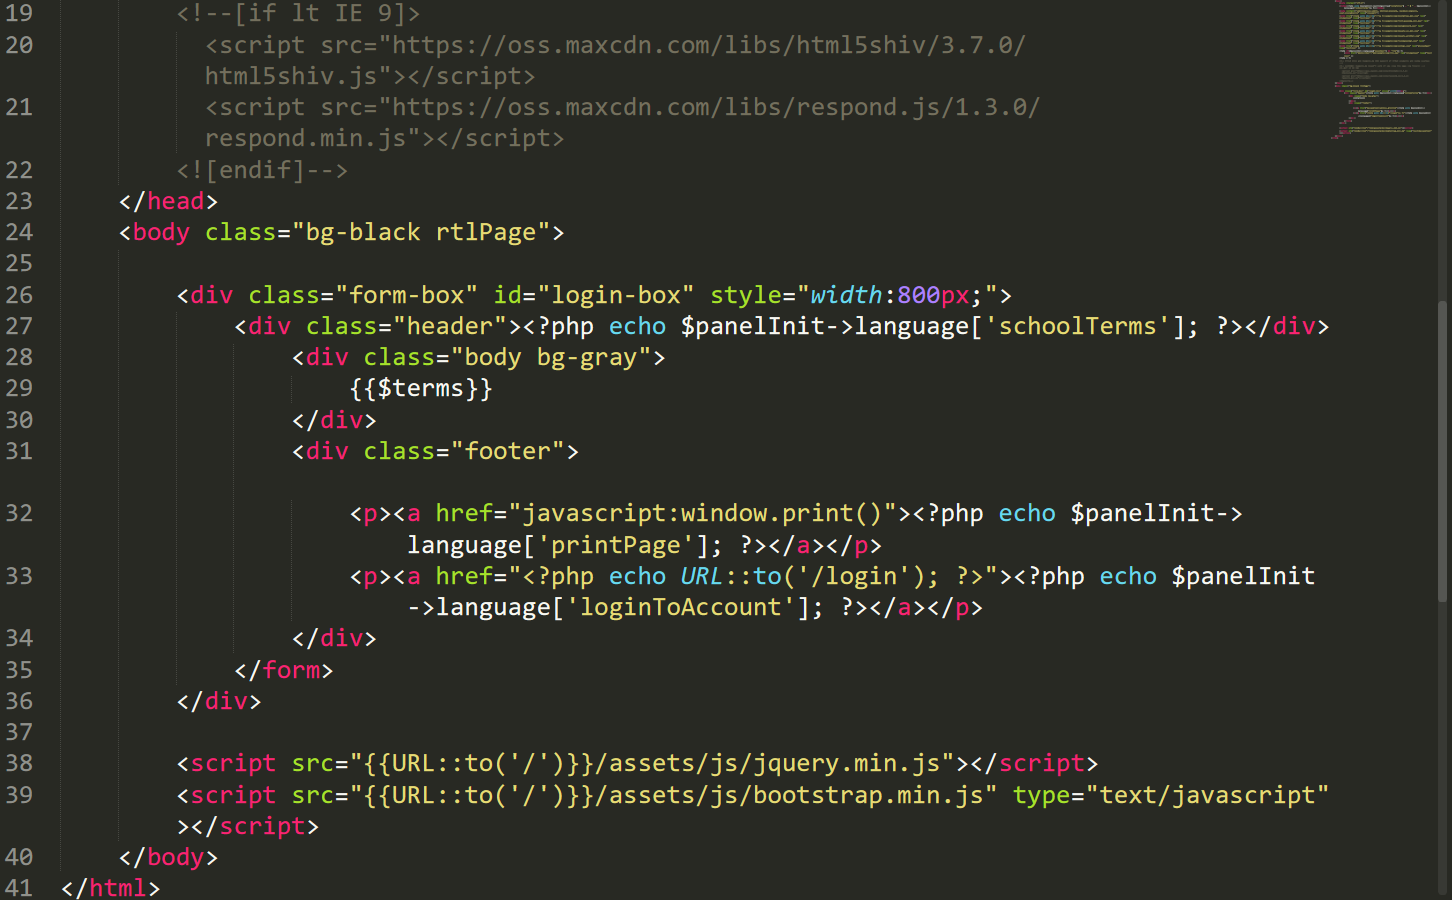 19 <!--[if lt IE 9]>
20 <script src="https://oss.maxcdn.com/libs/html5shiv/3.7.0/
html5shiv.js"></script>
21 <script src="https://oss.maxcdn.com/libs/respond.js/1.3.0/
respond.min.js"></script>
22 <![endif]-->
23 </head>
24 <body class="bg-black rtlPage">
25
26 <div class="form-box" id="login-box" style="width:800px;">
27 <div class="header"><?php echo $panelInit->language['schoolTerms']; ?></div>
28 <div class="body bg-gray">
29 {{$terms}}
30 </div>
31 <div class="footer">
32 <p><a href="javascript:window.print()"><?php echo $panelInit->
language['printPage']; ?></a></p>
33 <p><a href="<?php echo URL::to('/login'); ?>"><?php echo $panelInit
->language['loginToAccount']; ?></a></p>
34 </div>
35 </form>
36 </div>
37
38 <script src="{{URL::to('/')}}/assets/js/jquery.min.js"></script>
39 <script src="{{URL::to('/')}}/assets/js/bootstrap.min.js" type="text/javascript"
></script>
40 </body>
41 </html>